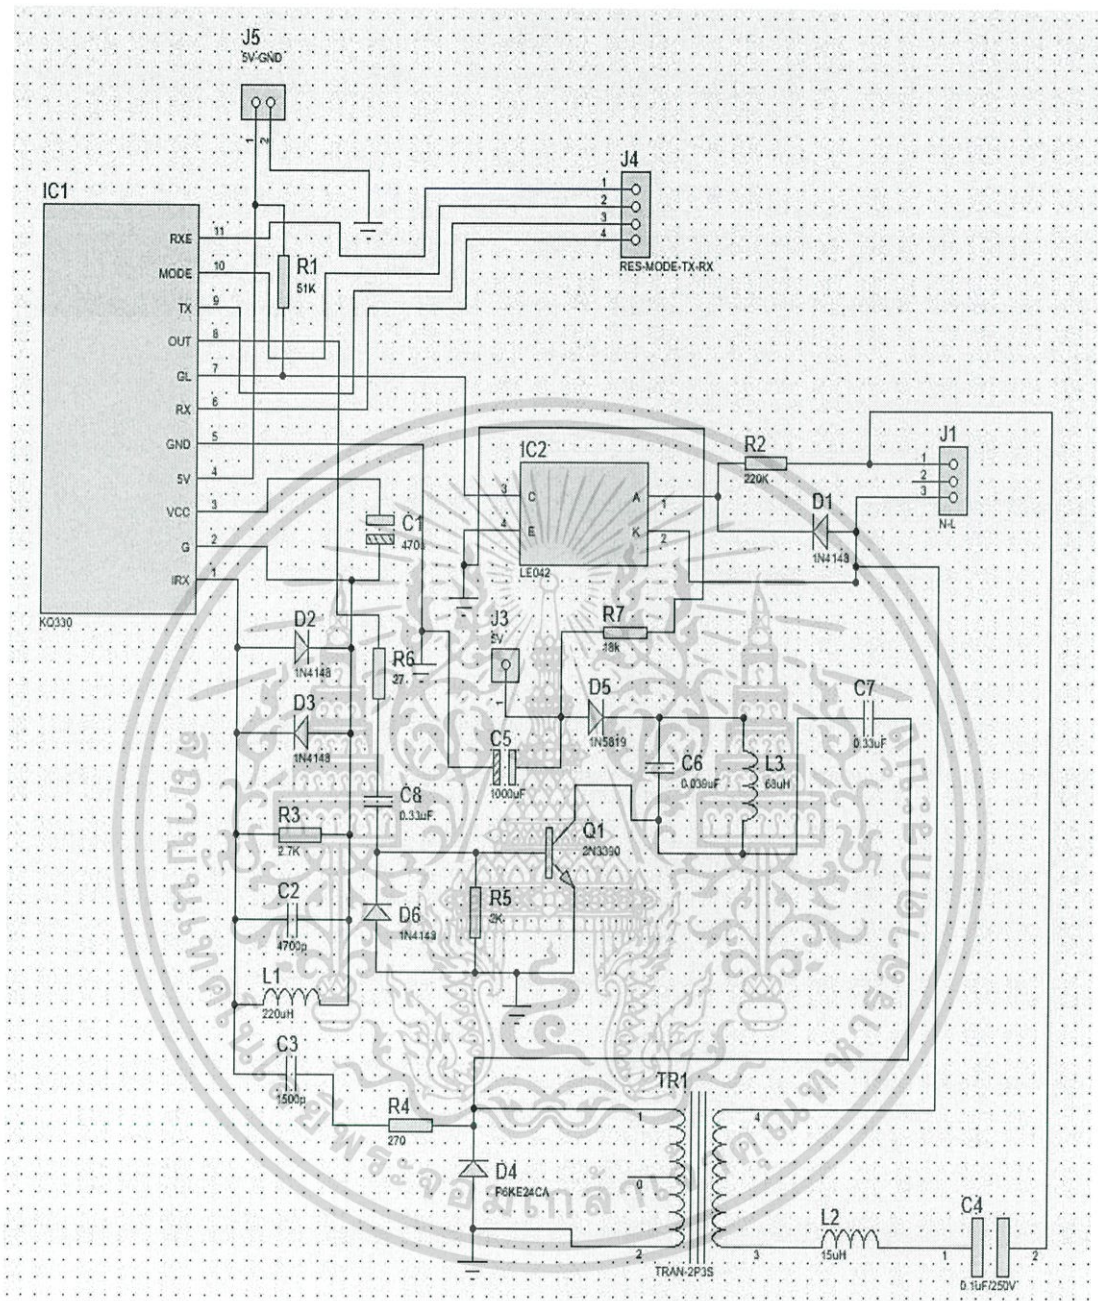 J5
5V-GND
1
2
IC1
RXE
11
MODE
10
TX
9
OUT
8
GL
7
RX
6
GND
5
5V
4
VCC
3
G
2
IRX
1
KQ330
J4
1
2
3
4
RES-MODE-TX-RX
R1
51K
IC2
C
3
E
4
A
1
K
2
LE042
R2
220K
D1
1N4148
J1
1
2
3
N-L
C1
D2
1N4148
R6
27
J3
5V
1
R7
18k
D3
1N4148
C5
1000uF
D5
1N5819
C6
0.039uF
L3
68uH
C7
0.33uF
C8
0.33uF
R3
2.7K
Q1
2N3390
C2
4700p
D6
1N4148
R5
2K
L1
220uH
C3
1500p
R4
270
D4
P6KE24CA
TR1
1
0
2
4
3
TRAN-2P3S
L2
15uH
C4
1
2
0.1uF/250V